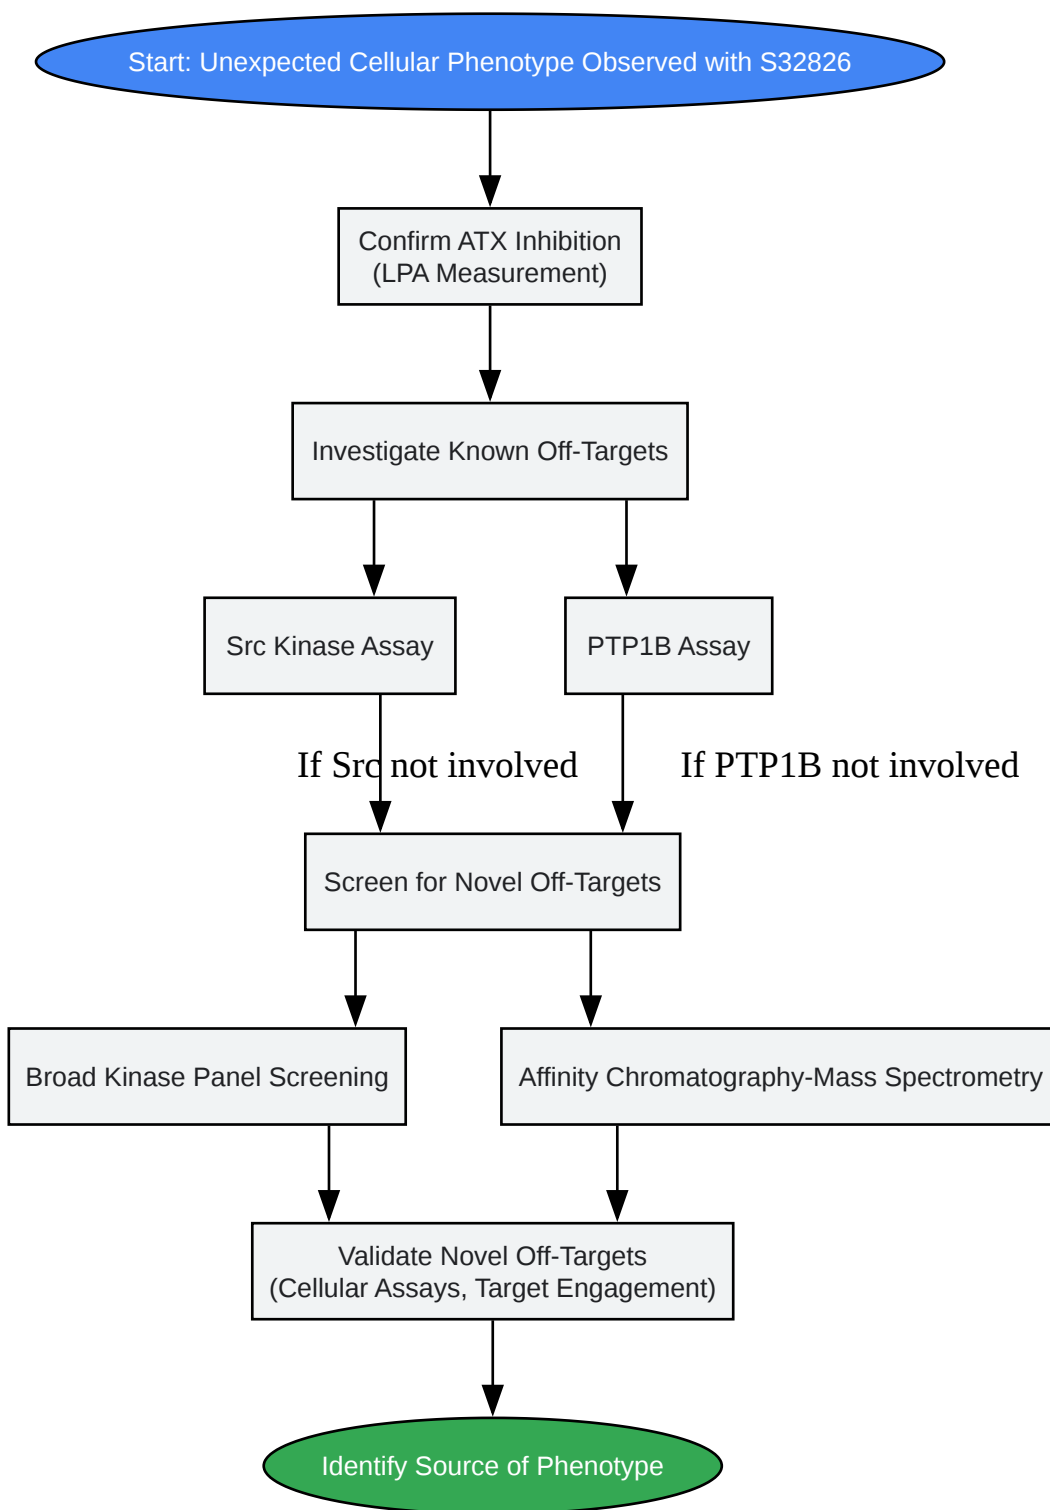 Start: Unexpected Cellular Phenotype Observed with S32826
Confirm ATX Inhibition
(LPA Measurement)
Investigate Known Off-Targets
Src Kinase Assay
PTP1B Assay
If Src not involved
If PTP1B not involved
Screen for Novel Off-Targets
Broad Kinase Panel Screening
Affinity Chromatography-Mass Spectrometry
Validate Novel Off-Targets
(Cellular Assays, Target Engagement)
Identify Source of Phenotype